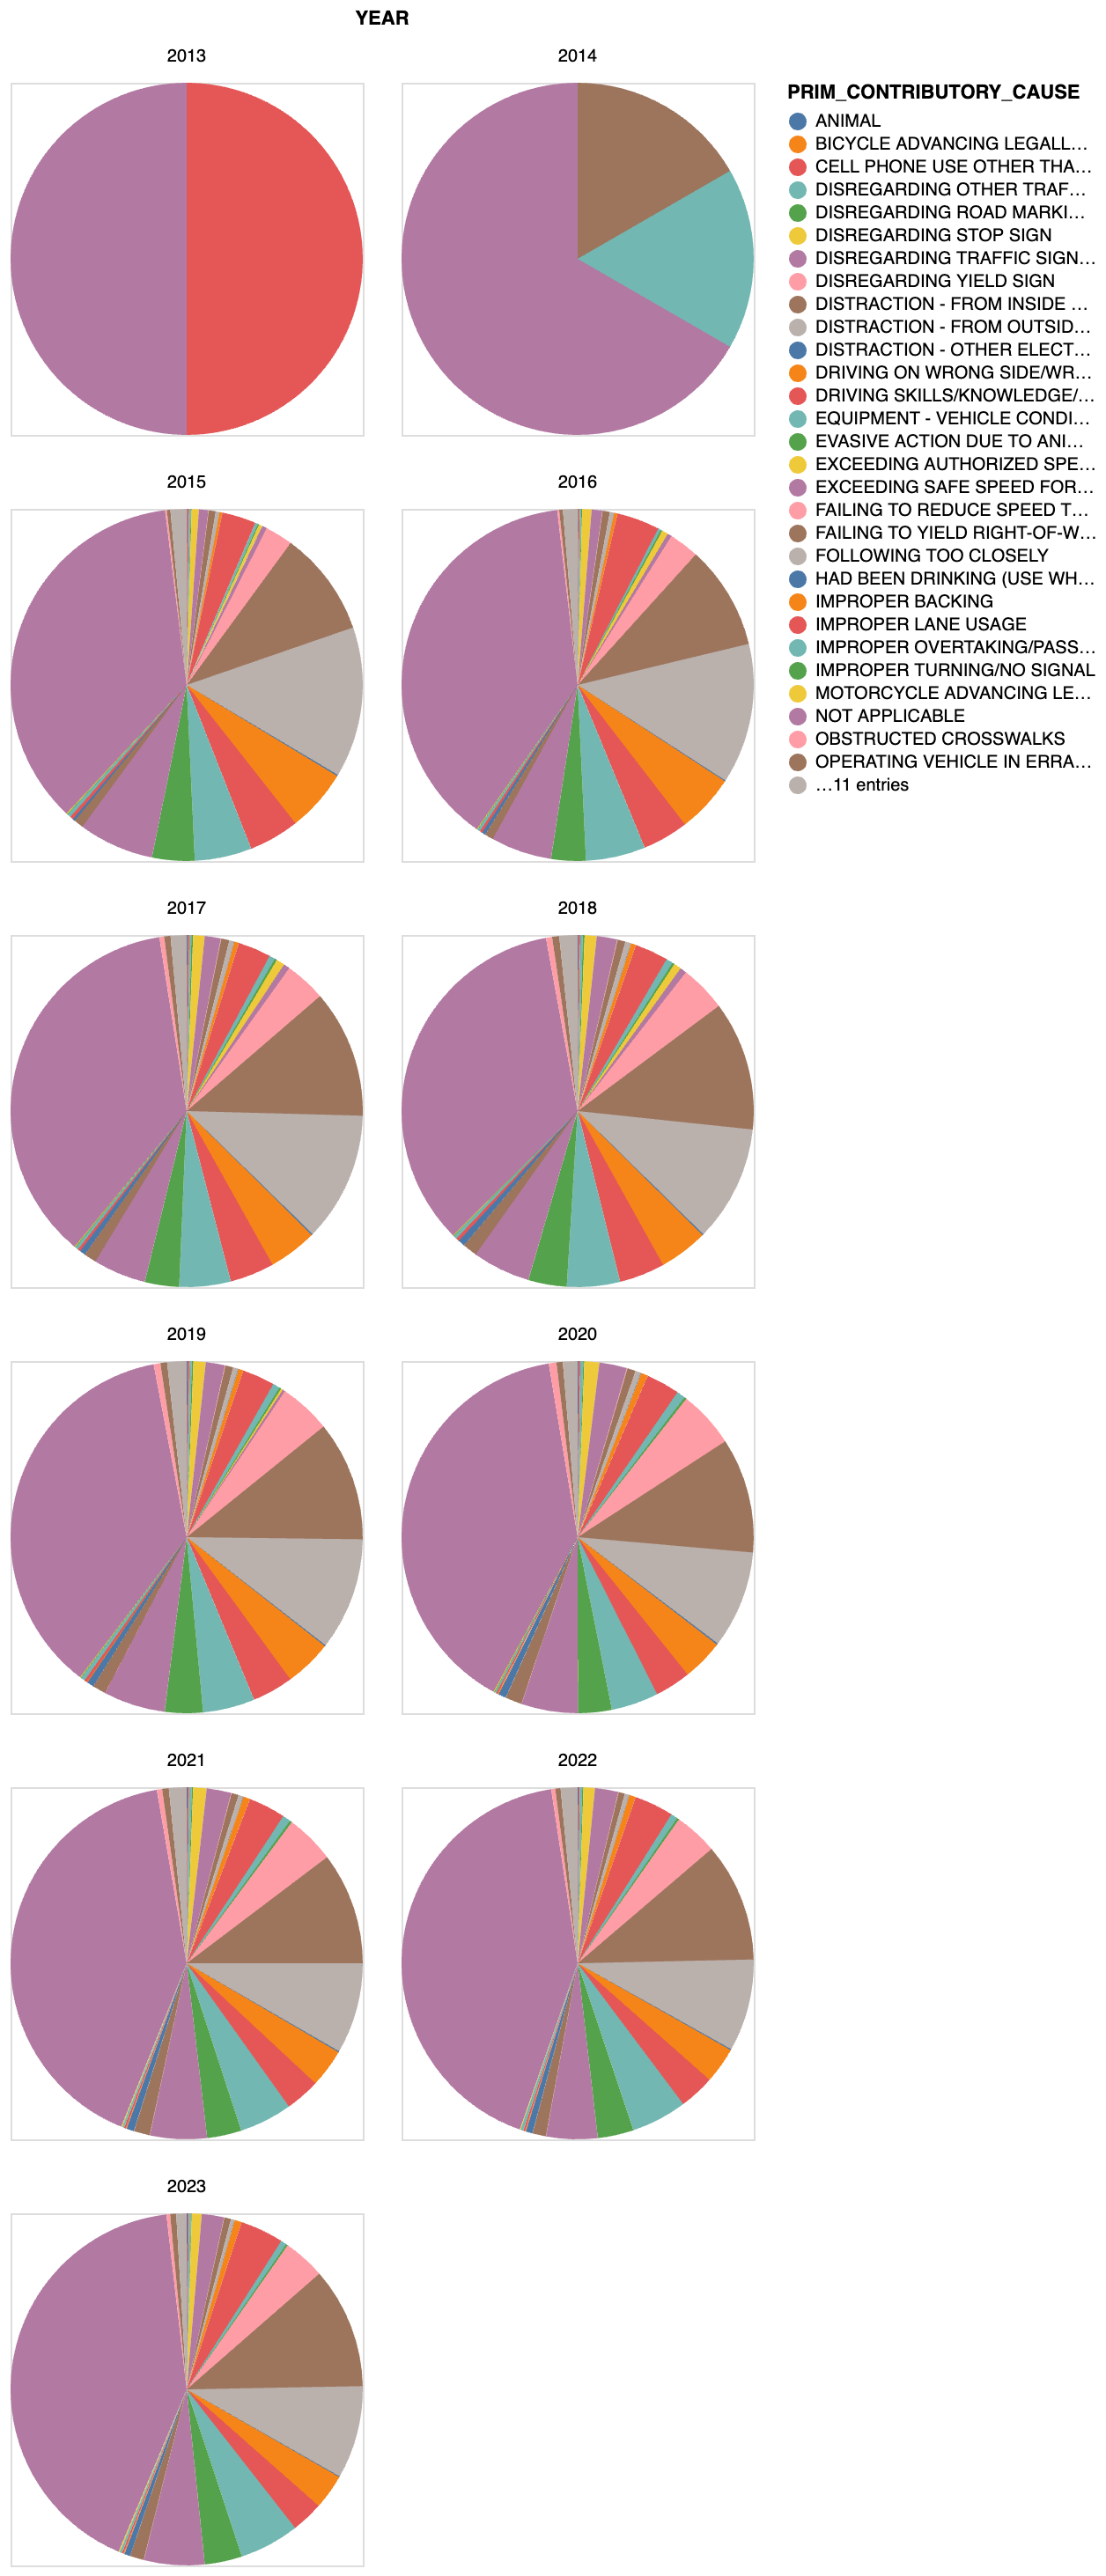 YEAR
2013
2014
PRIM_CONTRIBUTORY_CAUSE
ANIMAL
BICYCLE ADVANCING LEGALL…
CELL PHONE USE OTHER THA…
DISREGARDING OTHER TRAF…
DISREGARDING ROAD MARKI…
DISREGARDING STOP SIGN
DISREGARDING TRAFFIC SIGN…
DISREGARDING YIELD SIGN
DISTRACTION - FROM INSIDE …
DISTRACTION - FROM OUTSID…
DISTRACTION - OTHER ELECT…
DRIVING ON WRONG SIDE/WR…
DRIVING SKILLS/KNOWLEDGE/…
EQUIPMENT - VEHICLE CONDI…
EVASIVE ACTION DUE TO ANI…
EXCEEDING AUTHORIZED SPE…
EXCEEDING SAFE SPEED FOR…
FAILING TO REDUCE SPEED T…
FAILING TO YIELD RIGHT-OF-W…
FOLLOWING TOO CLOSELY
HAD BEEN DRINKING (USE WH…
IMPROPER BACKING
IMPROPER LANE USAGE
IMPROPER OVERTAKING/PASS…
IMPROPER TURNING/NO SIGNAL
MOTORCYCLE ADVANCING LE…
NOT APPLICABLE
OBSTRUCTED CROSSWALKS
OPERATING VEHICLE IN ERRA…
…11 entries
2015
2016
2017
2018
2019
2020
2021
2022
2023